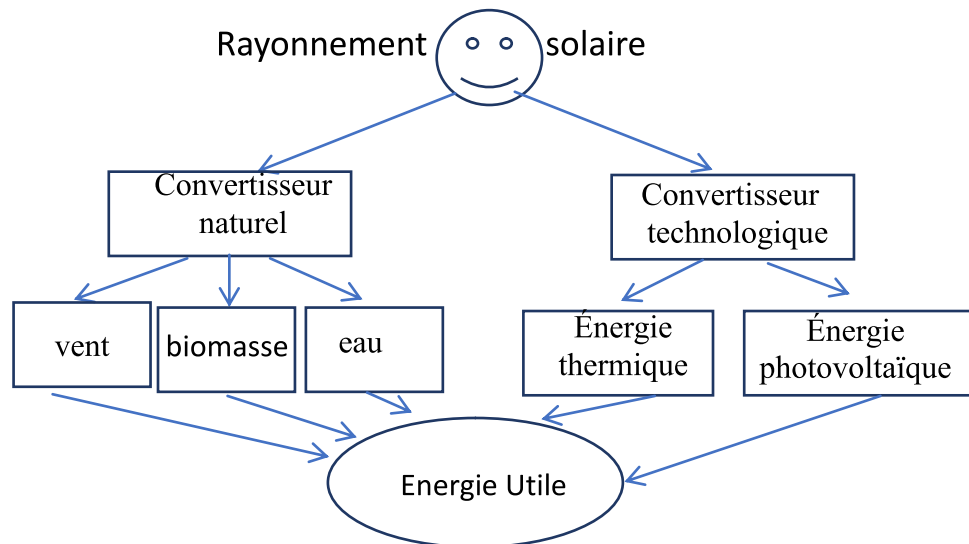 Rayonnement solaire
Convertisseur
naturel
Convertisseur
technologique
vent
biomasse
eau
Énergie
thermique
Énergie
photovoltaïque
Energie Utile